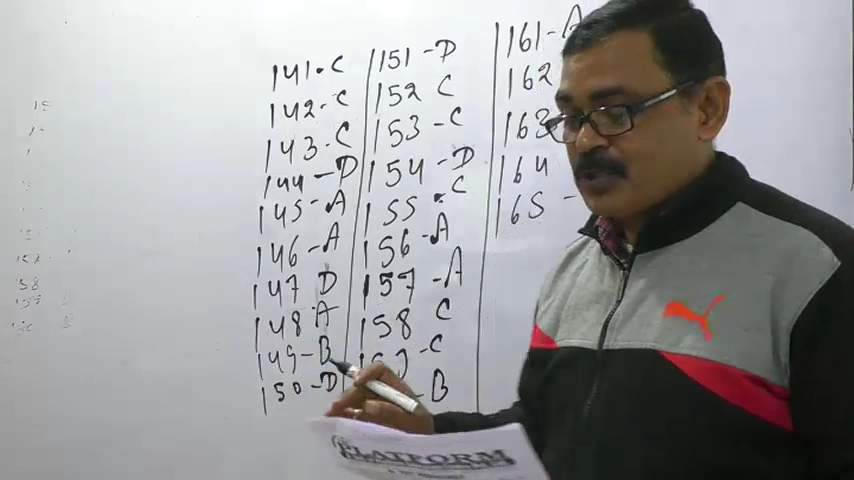 141.C
142-C
143-C
144-D
145-A
146-A
147 D
148 A
149-B
150-D
151-D
152 C
153-C
154-D
155-C
156-A
157-A
158 C
-C
-B
161-A
162
163
164
165-
PLATFORM